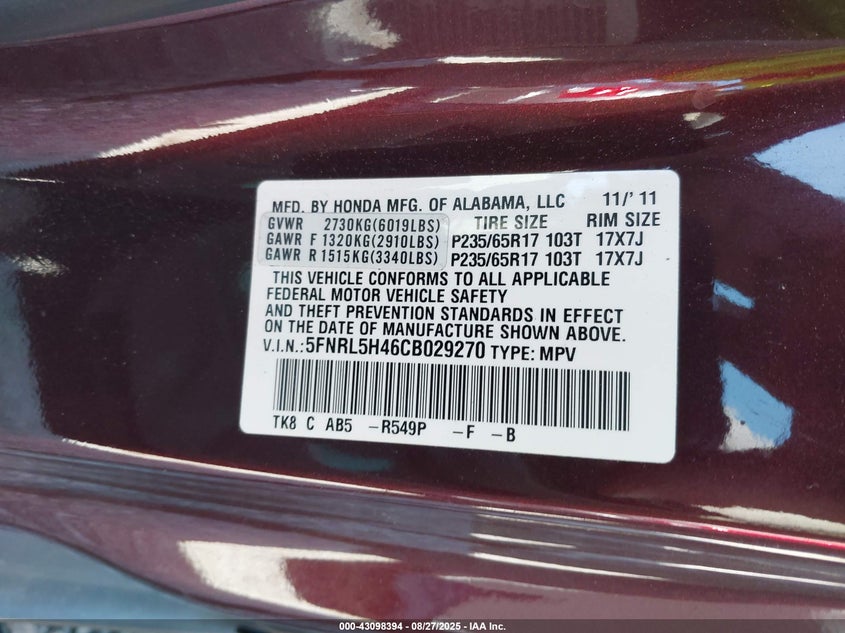 MFD. BY HONDA MFG. OF ALABAMA, LLC 11/'11
GVWR 2730KG(6019LBS) TIRE SIZE RIM SIZE
GAWR F 1320KG(2910LBS) P235/65R17 103T 17X7J
GAWR R 1515KG(3340LBS) P235/65R17 103T 17X7J
THIS VEHICLE CONFORMS TO ALL APPLICABLE
FEDERAL MOTOR VEHICLE SAFETY
AND THEFT PREVENTION STANDARDS IN EFFECT
ON THE DATE OF MANUFACTURE SHOWN ABOVE.
V.I.N.:5FNRL5H46CB029270 TYPE: MPV
TK8 C AB5 -R549P -F -B
000-43098394 - 08/27/2025 - IAA Inc.